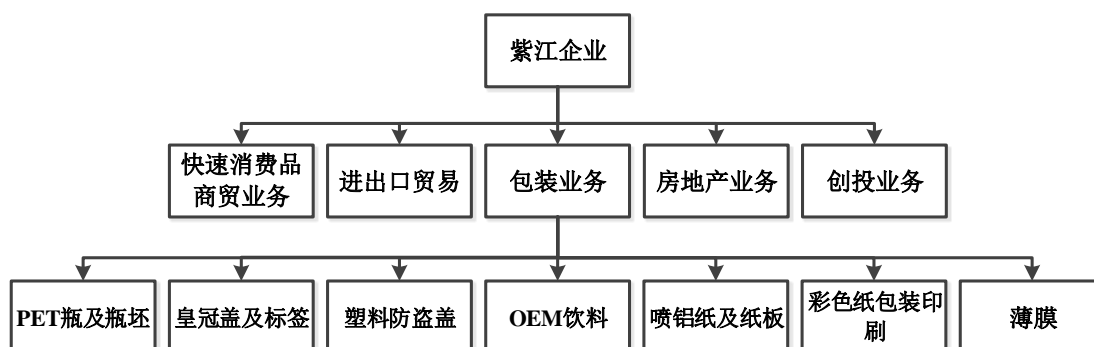 紫江企业
快速消费品
商贸业务
进出口贸易
包装业务
房地产业务
创投业务
PET瓶及瓶坯
皇冠盖及标签
塑料防盗盖
OEM饮料
喷铝纸及纸板
彩色纸包装印
刷
薄膜